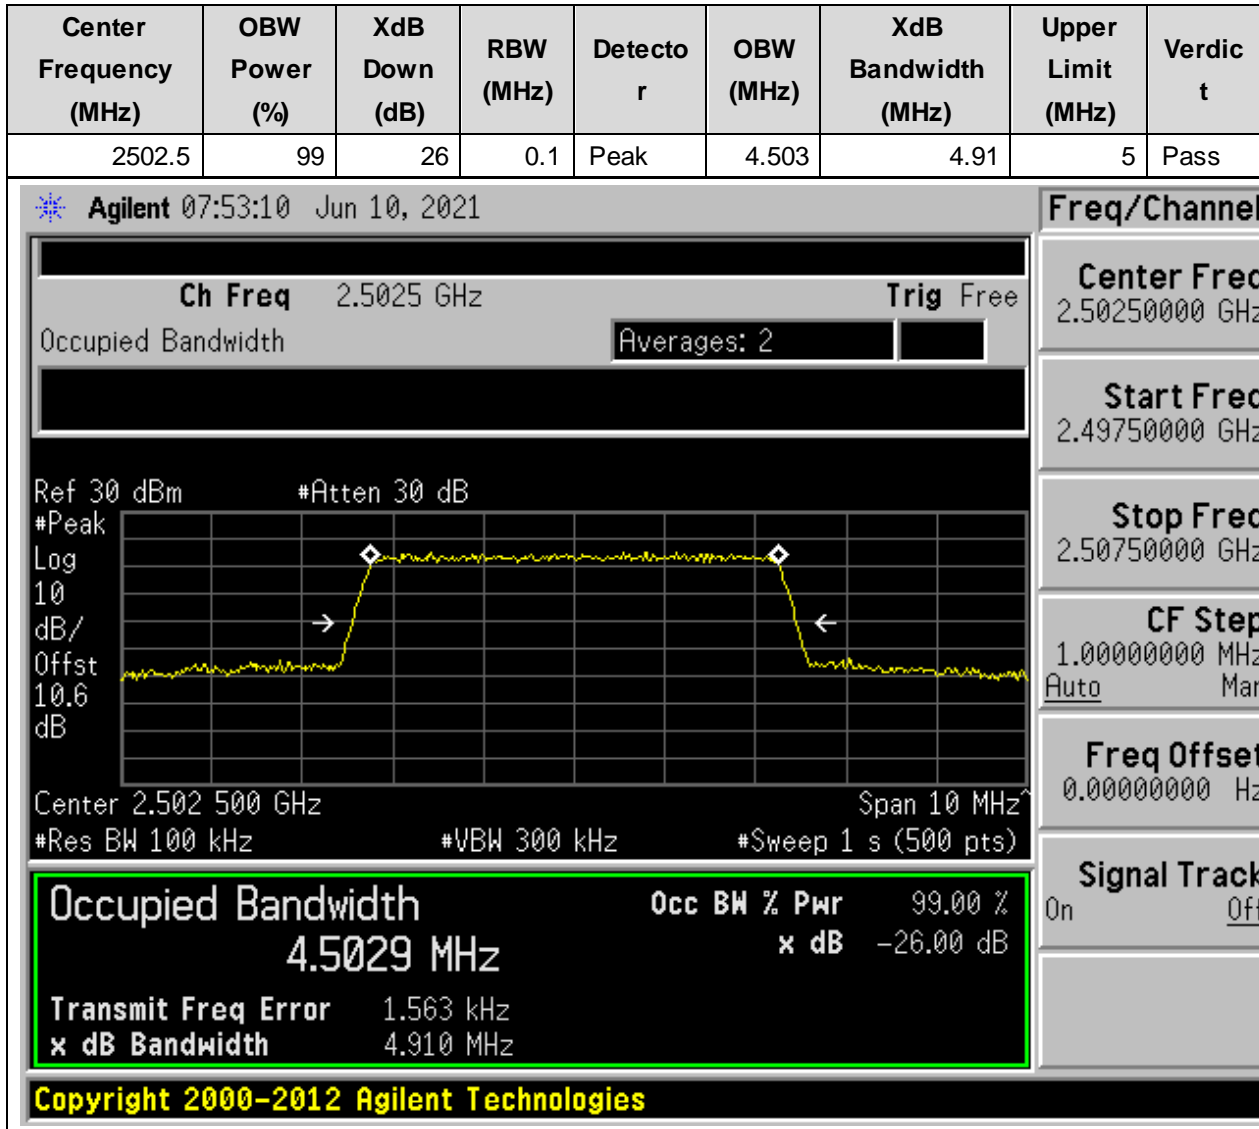 Center Frequency (MHz) OBW Power (%) XdB Down (dB) RBW (MHz) Detecto r OBW (MHz) XdB Bandwidth (MHz) Upper Limit (MHz) Verdic t
2502.5 99 26 0.1 Peak 4.503 4.91 5 Pass
Agilent 07:53:10 Jun 10, 2021
Ch Freq 2.5025 GHz Trig Free
Occupied Bandwidth Averages: 2
Ref 30 dBm #Atten 30 dB
#Peak
Log
10
dB/
Offst
10.6
dB
Center 2.502 500 GHz Span 10 MHz^
#Res BW 100 kHz #VBW 300 kHz #Sweep 1 s (500 pts)
Occupied Bandwidth Occ BW % Pwr 99.00 %
4.5029 MHz x dB -26.00 dB
Transmit Freq Error 1.563 kHz
x dB Bandwidth 4.910 MHz
Copyright 2000-2012 Agilent Technologies
Freq/Channel
Center Freq
2.50250000 GHz
Start Freq
2.49750000 GHz
Stop Freq
2.50750000 GHz
CF Step
1.00000000 MHz
Auto Man
Freq Offset
0.00000000 Hz
Signal Track
On Off